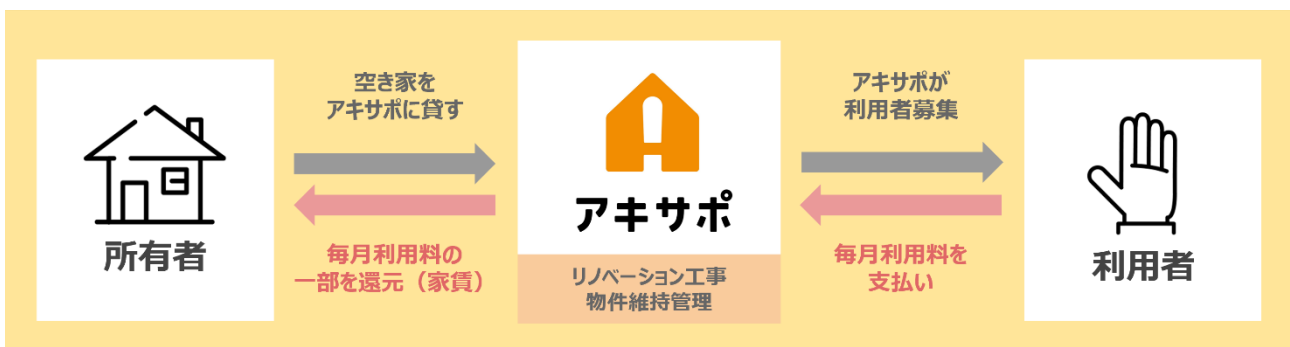 空き家を
アキサポに貸す
アキサポが
利用者募集
アキサポ
所有者
毎月利用料の
一部を還元（家賃）
リノベーション工事
物件維持管理
毎月利用料を
支払い
利用者